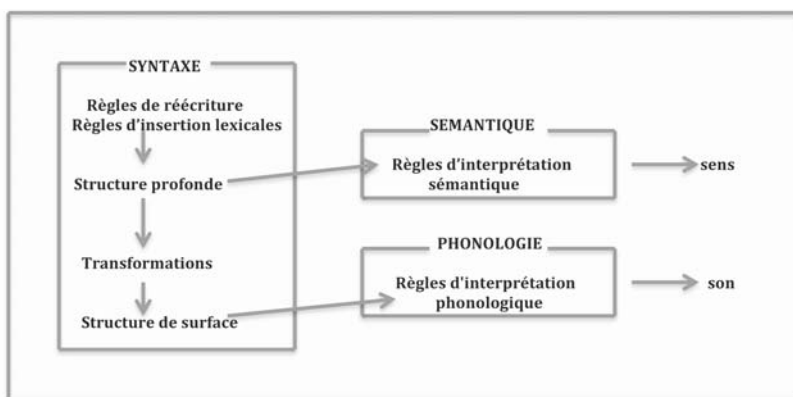 SYNTAXE
Règles de réécriture
Règles d'insertion lexicales
Structure profonde
Transformations
Structure de surface
SEMANTIQUE
Règles d'interprétation
sémantique
sens
PHONOLOGIE
Règles d'interprétation
phonologique
son